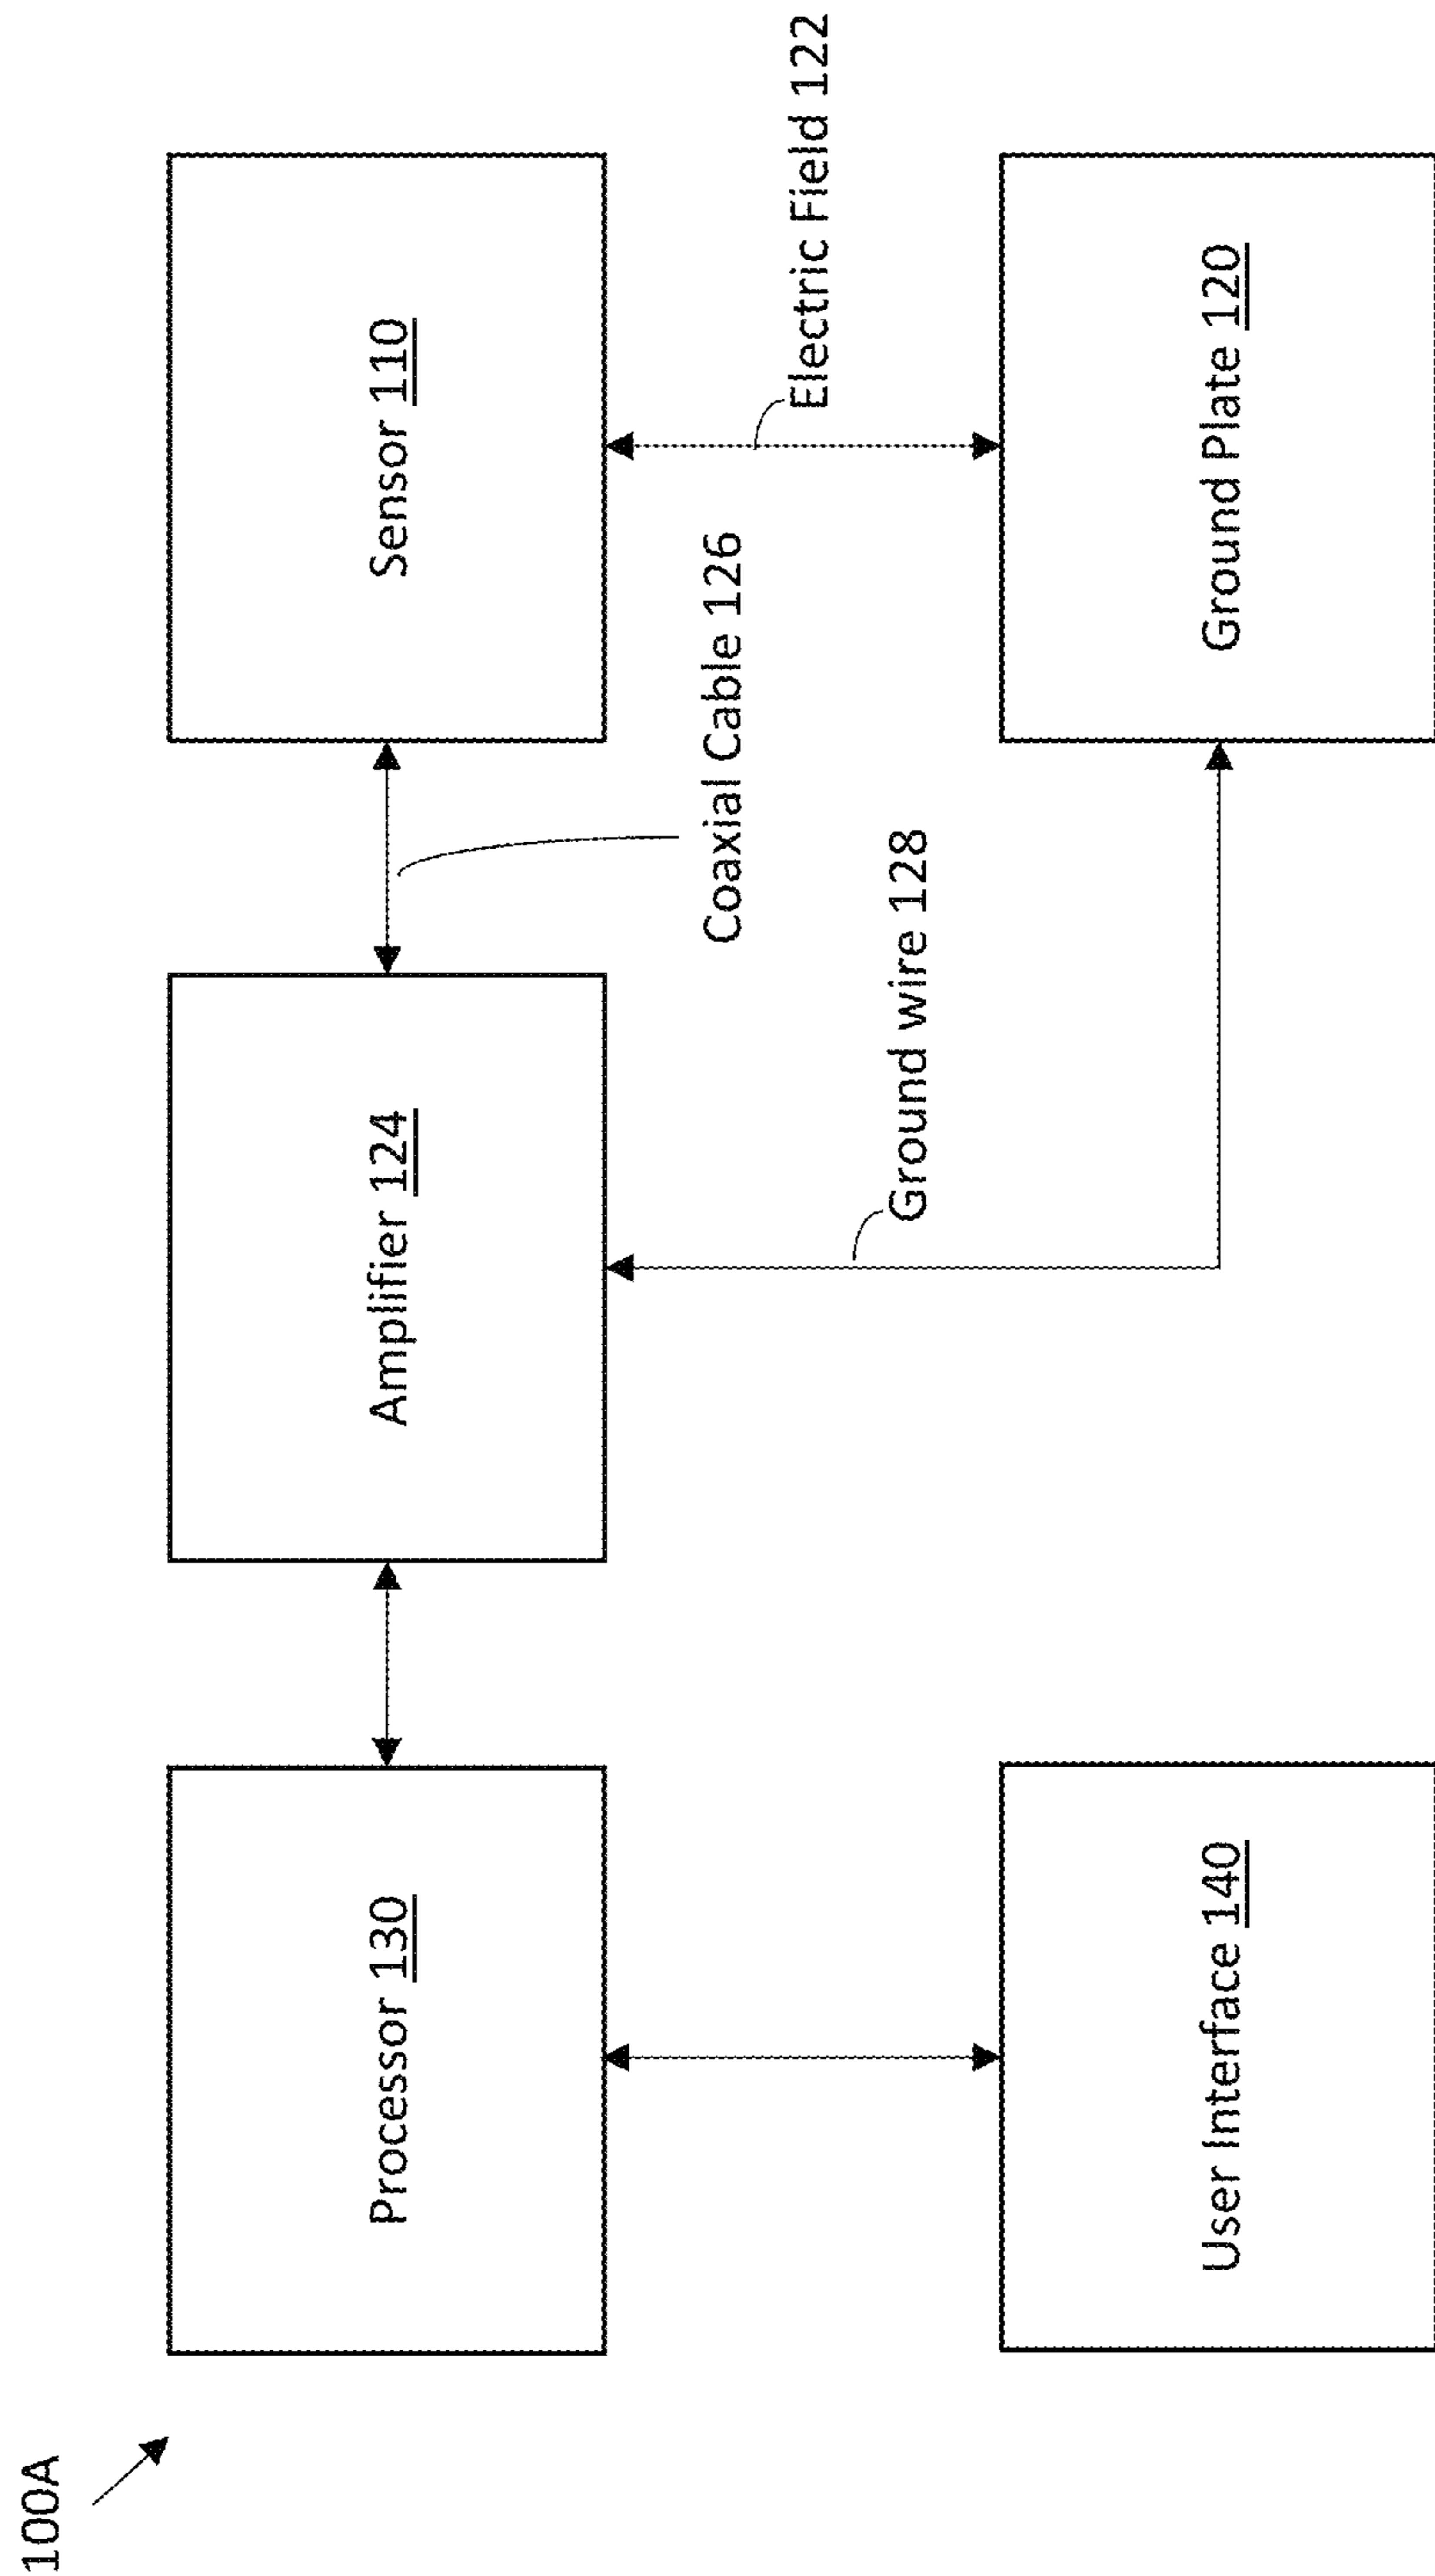 100A
Processor 130
Amplifier 124
Sensor 110
Coaxial Cable 126
Electric Field 122
Ground wire 128
User Interface 140
Ground Plate 120